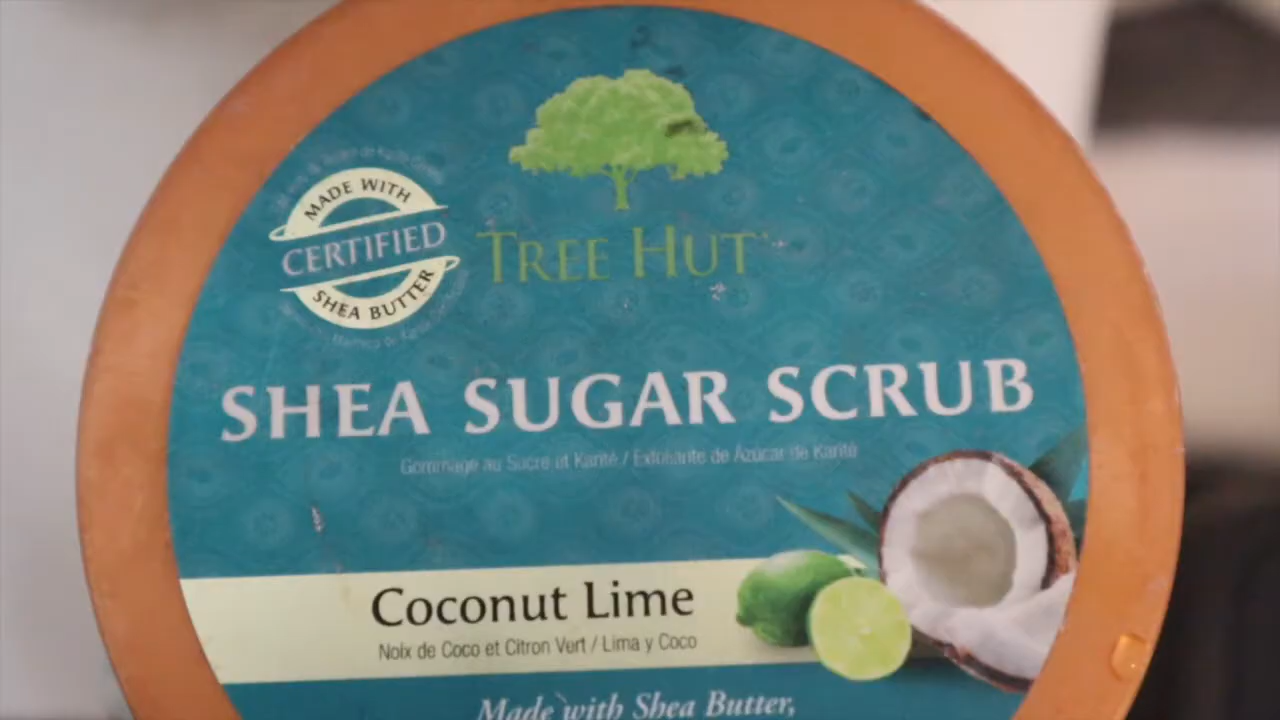 MADE WITH
CERTIFIED
SHEA BUTTER
TREE HUT
SHEA SUGAR SCRUB
Gommage au Sucre et Karité / Exfoliante de Azúcar de Karité
Coconut Lime
Noix de Coco et Citron Vert / Lima y Coco
Made with Shea Butter,